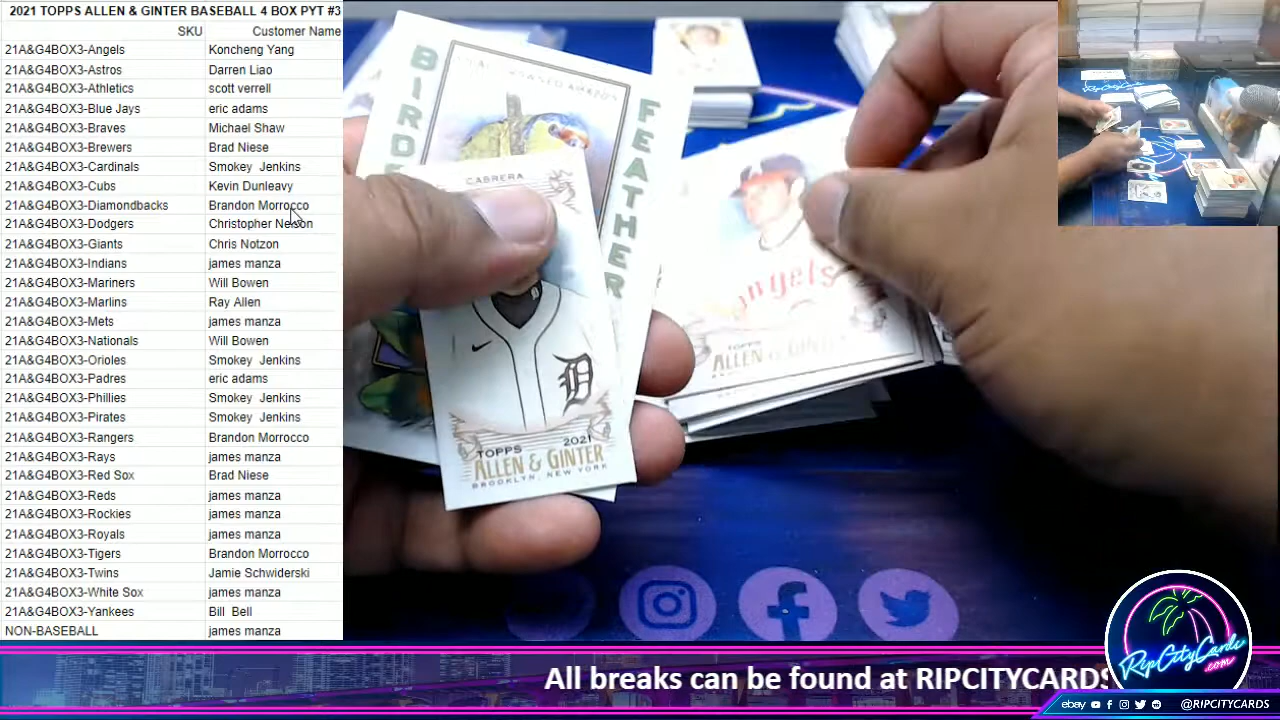 2021 TOPPS ALLEN & GINTER BASEBALL 4 BOX PYT #3
SKU Customer Name
21A&G4BOX3-Angels Koncheng Yang
21A&G4BOX3-Astros Darren Liao
21A&G4BOX3-Athletics scott verrell
21A&G4BOX3-Blue Jays eric adams
21A&G4BOX3-Braves Michael Shaw
21A&G4BOX3-Brewers Brad Niese
21A&G4BOX3-Cardinals Smokey Jenkins
21A&G4BOX3-Cubs Kevin Dunleavy
21A&G4BOX3-Diamondbacks Brandon Morrocco
21A&G4BOX3-Dodgers Christopher Nelson
21A&G4BOX3-Giants Chris Notzon
21A&G4BOX3-Indians james manza
21A&G4BOX3-Mariners Will Bowen
21A&G4BOX3-Marlins Ray Allen
21A&G4BOX3-Mets james manza
21A&G4BOX3-Nationals Will Bowen
21A&G4BOX3-Orioles Smokey Jenkins
21A&G4BOX3-Padres eric adams
21A&G4BOX3-Phillies Smokey Jenkins
21A&G4BOX3-Pirates Smokey Jenkins
21A&G4BOX3-Rangers Brandon Morrocco
21A&G4BOX3-Rays james manza
21A&G4BOX3-Red Sox Brad Niese
21A&G4BOX3-Reds james manza
21A&G4BOX3-Rockies james manza
21A&G4BOX3-Royals james manza
21A&G4BOX3-Tigers Brandon Morrocco
21A&G4BOX3-Twins Jamie Schwiderski
21A&G4BOX3-White Sox james manza
21A&G4BOX3-Yankees Bill Bell
NON-BASEBALL james manza
BIRDS
FEATHER
CABRERA
D
TOPPS 2021
ALLEN & GINTER
BROOKLYN, NEW YORK
Angels
TOPPS
ALLEN & GINTER
All breaks can be found at RIPCITYCARDS
RipCityCards
.com
ebay @RIPCITYCARDS